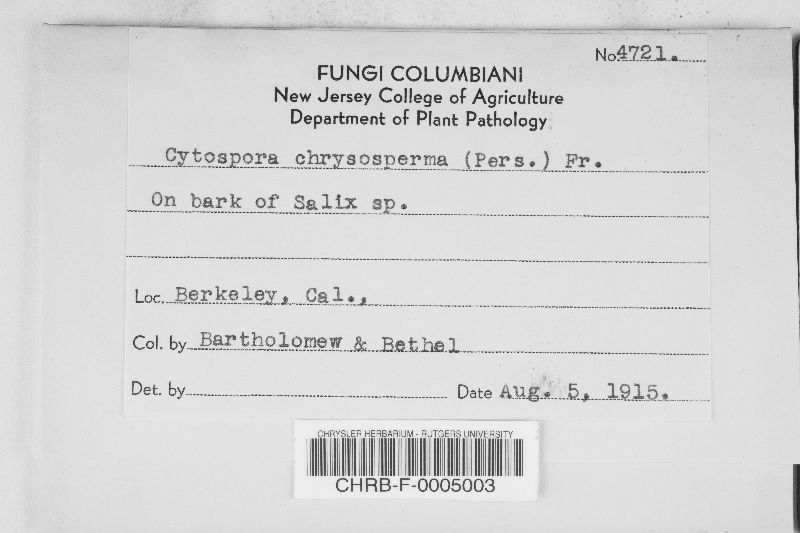 No. 4721.
FUNGI COLUMBIANI
New Jersey College of Agriculture
Department of Plant Pathology
Cytospora chrysosperma (Pers.) Fr.
On bark of Salix sp.
Loc. Berkeley, Cal.,
Col. by Bartholomew & Bethel
Det. by Date Aug. 5, 1915.
CHRYSLER HERBARIUM - RUTGERS UNIVERSITY
CHRB-F-0005003